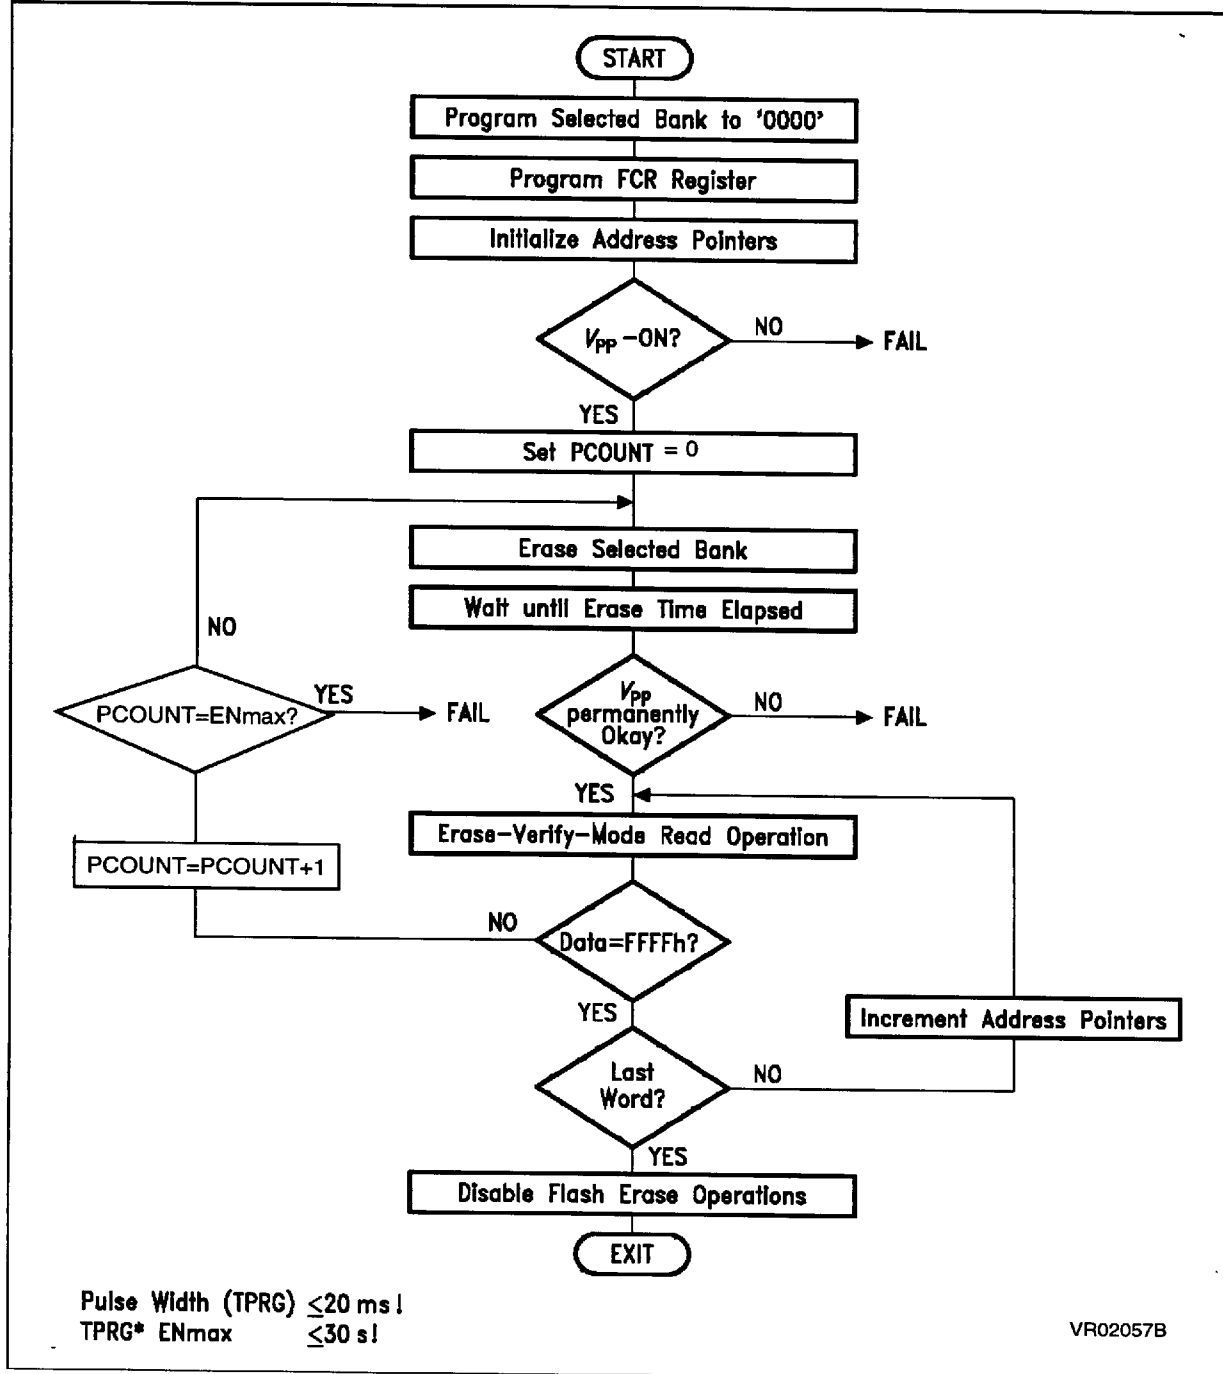 START
Program Selected Bank to '0000'
Program FCR Register
Initialize Address Pointers
VPP -ON?
NO
FAIL
YES
Set PCOUNT = 0
Erase Selected Bank
Wait until Erase Time Elapsed
NO
PCOUNT=ENmax?
YES
FAIL
VPP
permanently
Okay?
NO
FAIL
YES
Erase-Verify-Mode Read Operation
PCOUNT=PCOUNT+1
NO
Data=FFFFh?
YES
Increment Address Pointers
Last
Word?
NO
YES
Disable Flash Erase Operations
EXIT
Pulse Width (TPRG) ≤20 ms!
TPRG* ENmax ≤30 s!
VR02057B